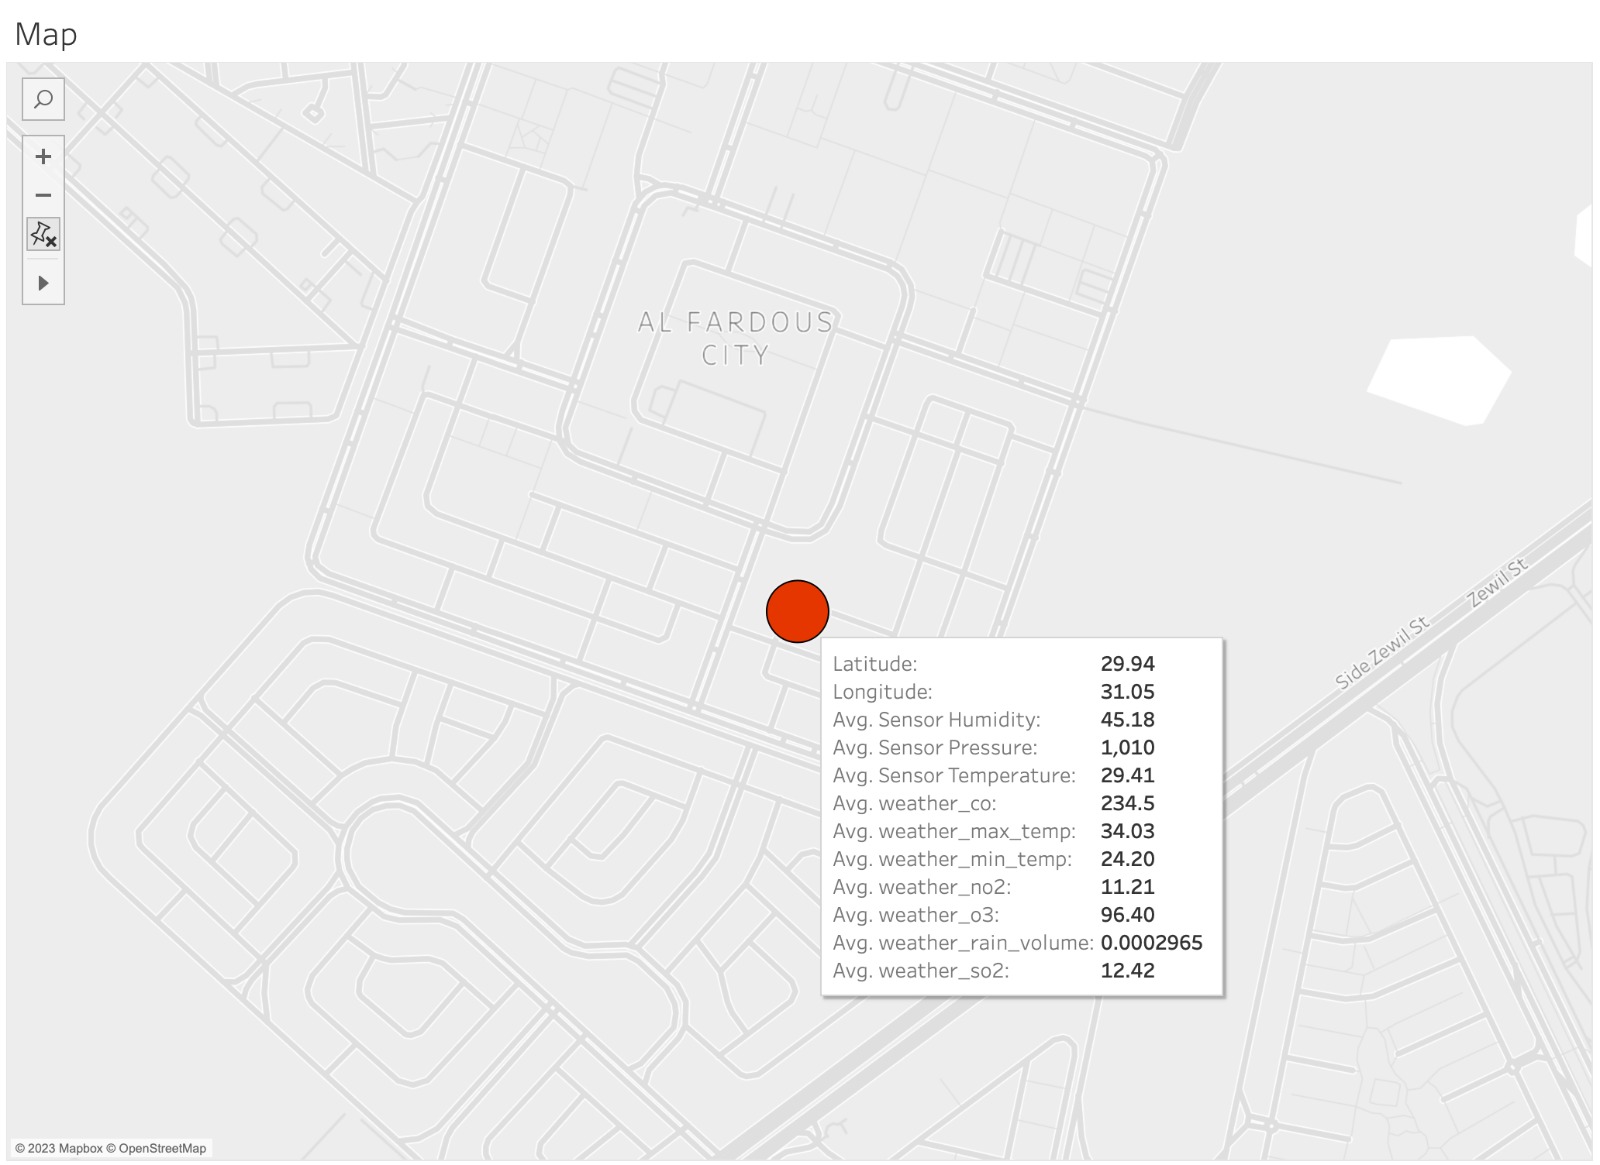 Map
AL FARDOUS
CITY
Zewil St
Side Zewil St
Latitude: 29.94
Longitude: 31.05
Avg. Sensor Humidity: 45.18
Avg. Sensor Pressure: 1,010
Avg. Sensor Temperature: 29.41
Avg. weather_co: 234.5
Avg. weather_max_temp: 34.03
Avg. weather_min_temp: 24.20
Avg. weather_no2: 11.21
Avg. weather_o3: 96.40
Avg. weather_rain_volume: 0.0002965
Avg. weather_so2: 12.42
© 2023 Mapbox © OpenStreetMap